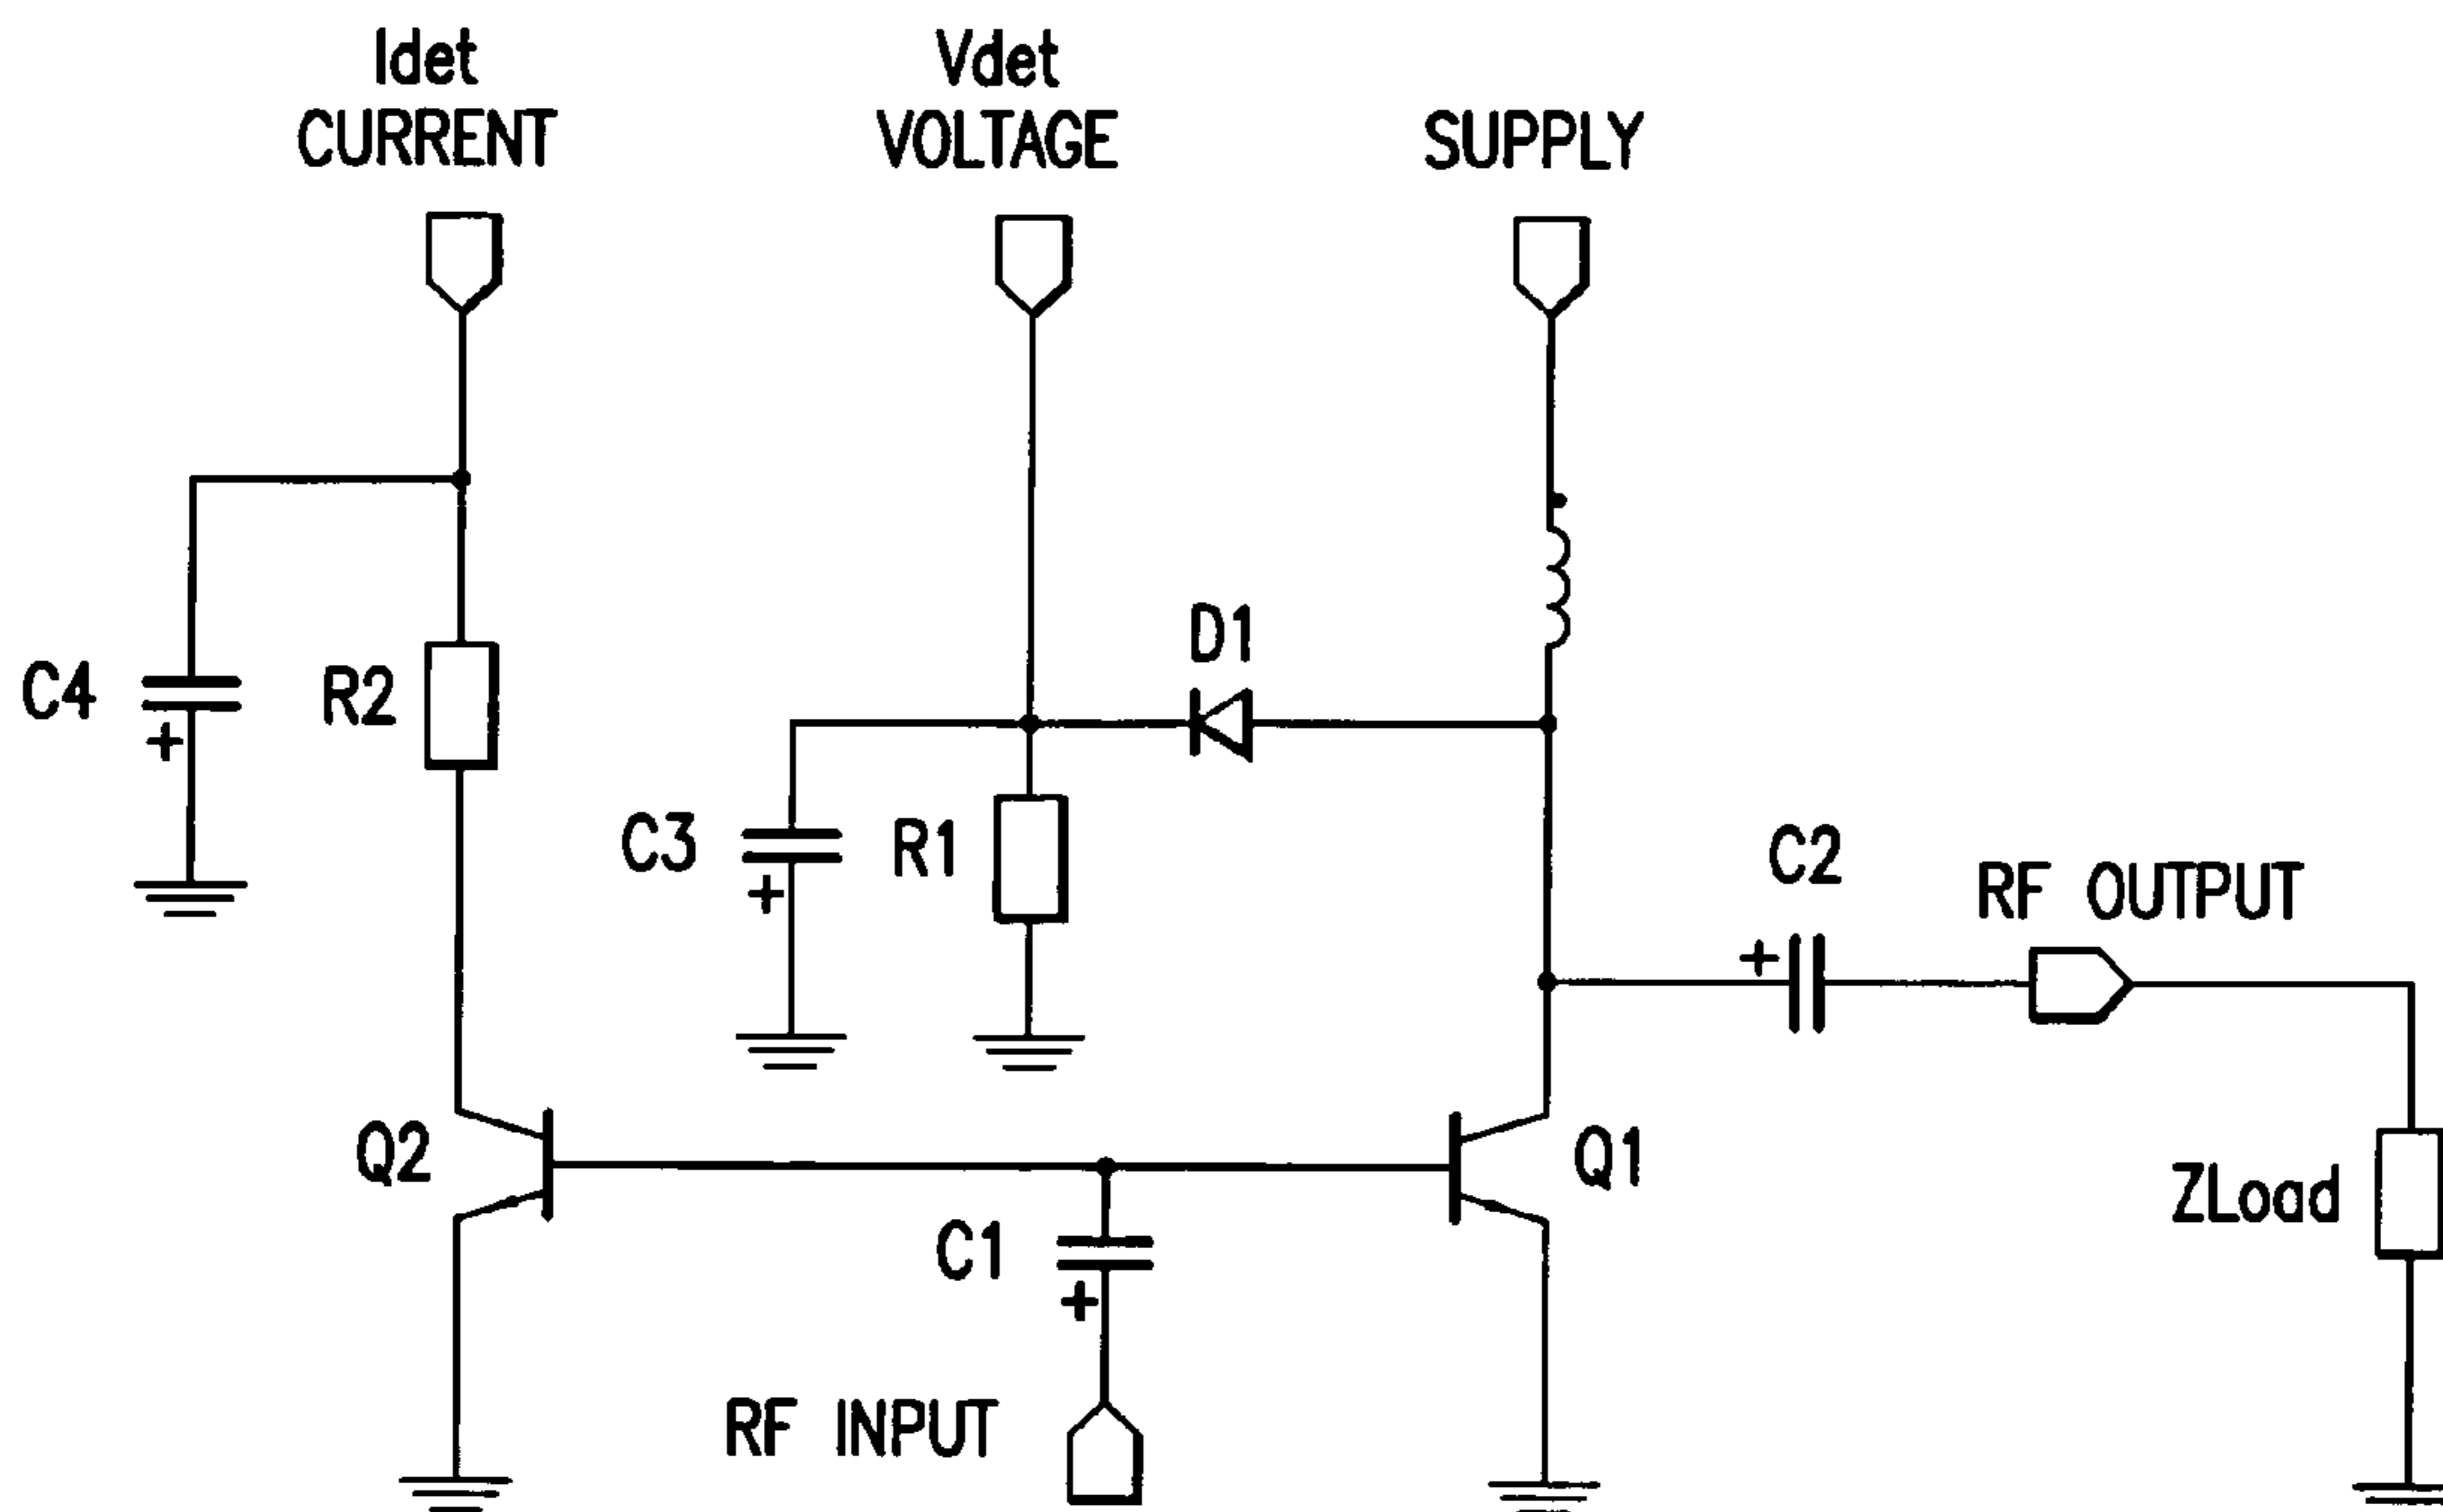 Idet
CURRENT
Vdet
VOLTAGE
SUPPLY
D1
C4
+
R2
C3
+
R1
C2
+
RF OUTPUT
Q2
Q1
ZLoad
C1
+
RF INPUT